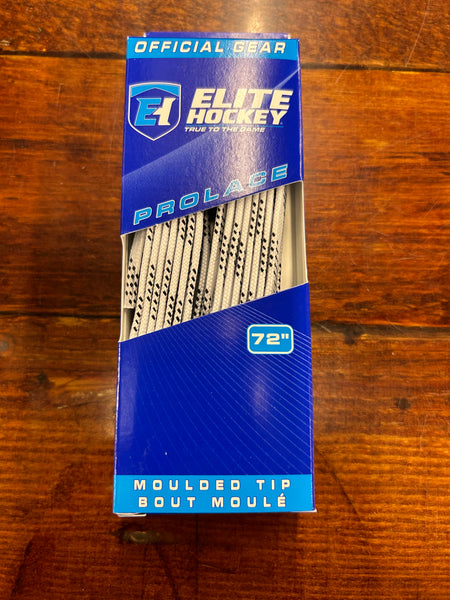 OFFICIAL GEAR
EH
ELITE
HOCKEY
TRUE TO THE GAME
PROLACE
72"
MOULDED TIP
BOUT MOULÉ